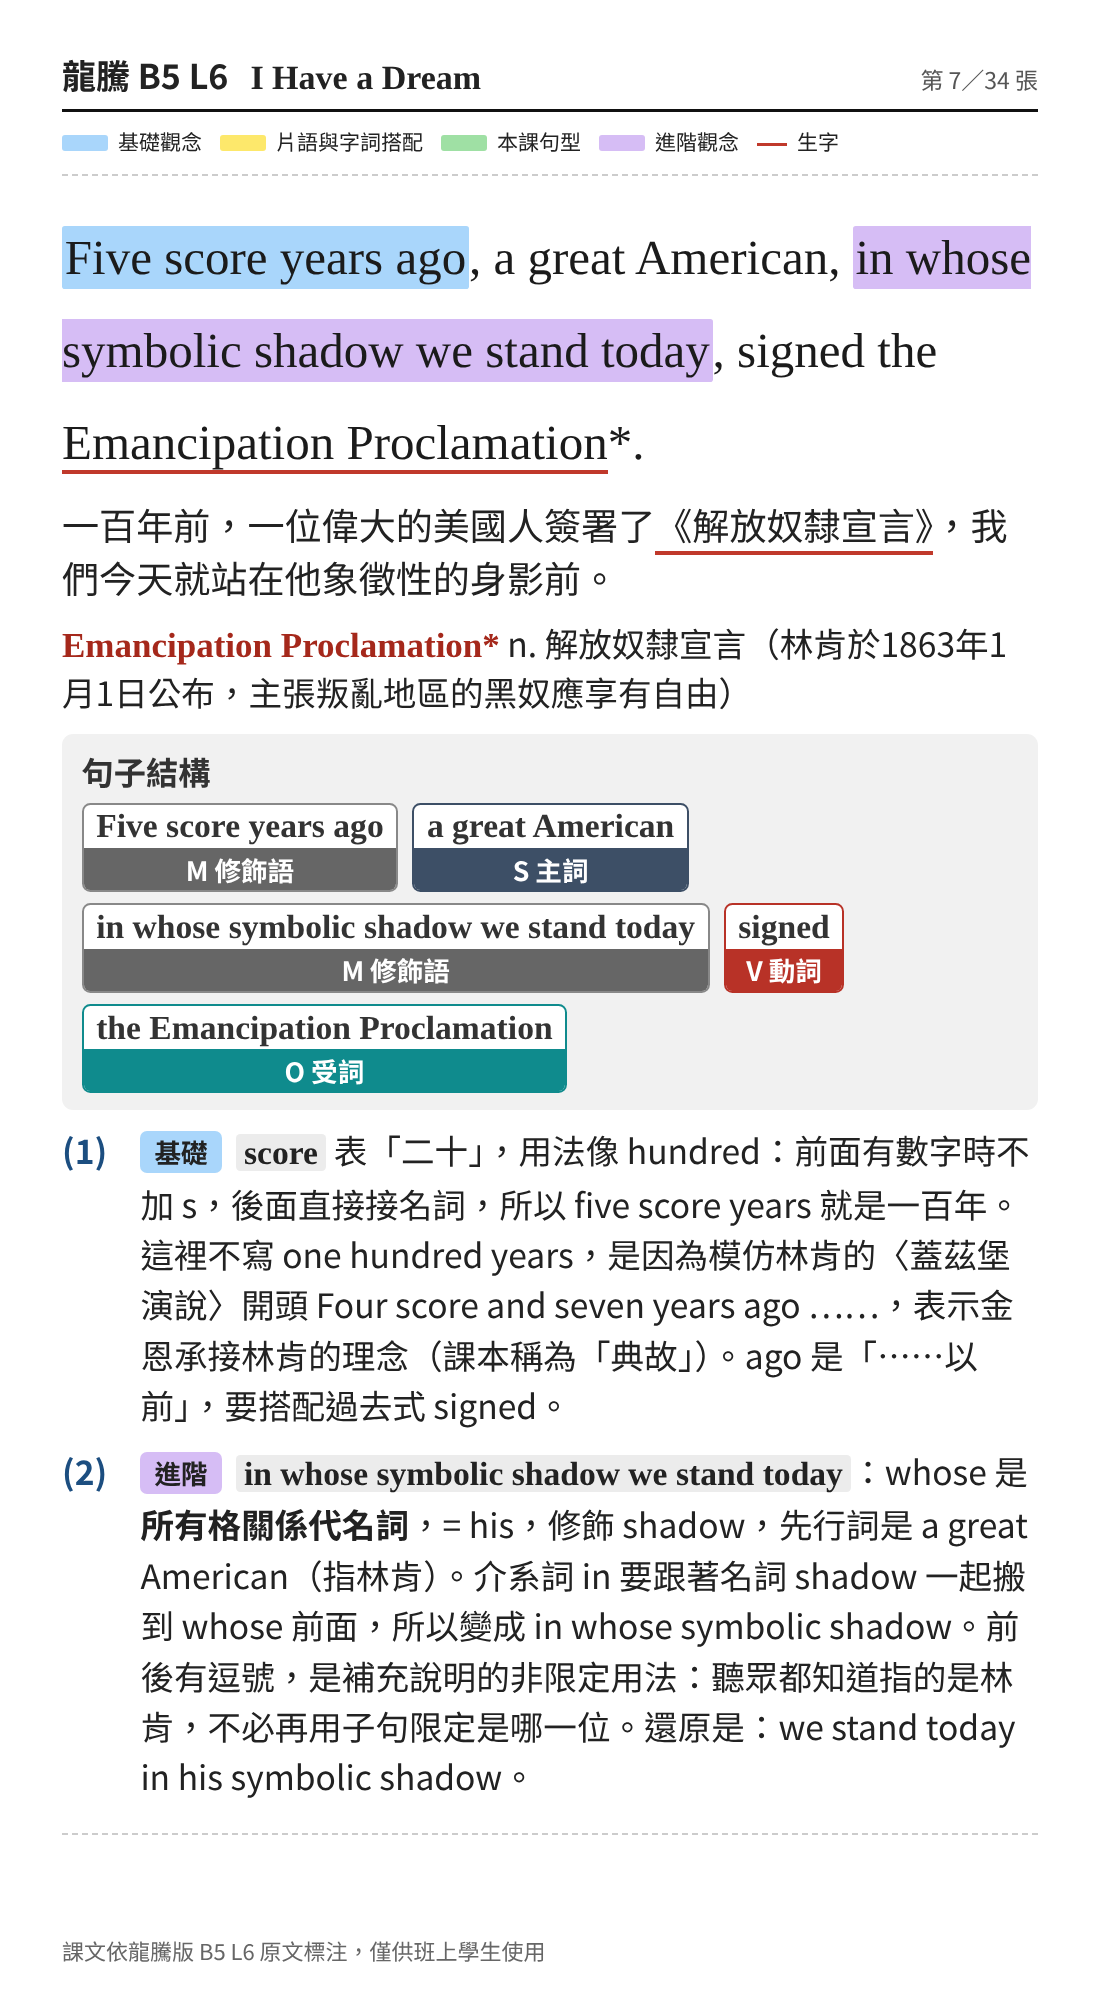 龍騰 B5 L6 I Have a Dream
第 7／34 張
基礎觀念 片語與字詞搭配 本課句型 進階觀念 生字
Five score years ago, a great American, in whose
symbolic shadow we stand today, signed the
Emancipation Proclamation*.
一百年前，一位偉大的美國人簽署了《解放奴隸宣言》，我
們今天就站在他象徵性的身影前。
Emancipation Proclamation* n. 解放奴隸宣言（林肯於1863年1
月1日公布，主張叛亂地區的黑奴應享有自由）
句子結構
Five score years ago a great American
M 修飾語 S 主詞
in whose symbolic shadow we stand today signed
M 修飾語 V 動詞
the Emancipation Proclamation
O 受詞
(1) 基礎 score 表「二十」，用法像 hundred：前面有數字時不
加 s，後面直接接名詞，所以 five score years 就是一百年。
這裡不寫 one hundred years，是因為模仿林肯的〈蓋茲堡
演說〉開頭 Four score and seven years ago ……，表示金
恩承接林肯的理念（課本稱為「典故」）。ago 是「……以
前」，要搭配過去式 signed。
(2) 進階 in whose symbolic shadow we stand today：whose 是
所有格關係代名詞，= his，修飾 shadow，先行詞是 a great
American（指林肯）。介系詞 in 要跟著名詞 shadow 一起搬
到 whose 前面，所以變成 in whose symbolic shadow。前
後有逗號，是補充說明的非限定用法：聽眾都知道指的是林
肯，不必再用子句限定是哪一位。還原是：we stand today
in his symbolic shadow。
課文依龍騰版 B5 L6 原文標注，僅供班上學生使用